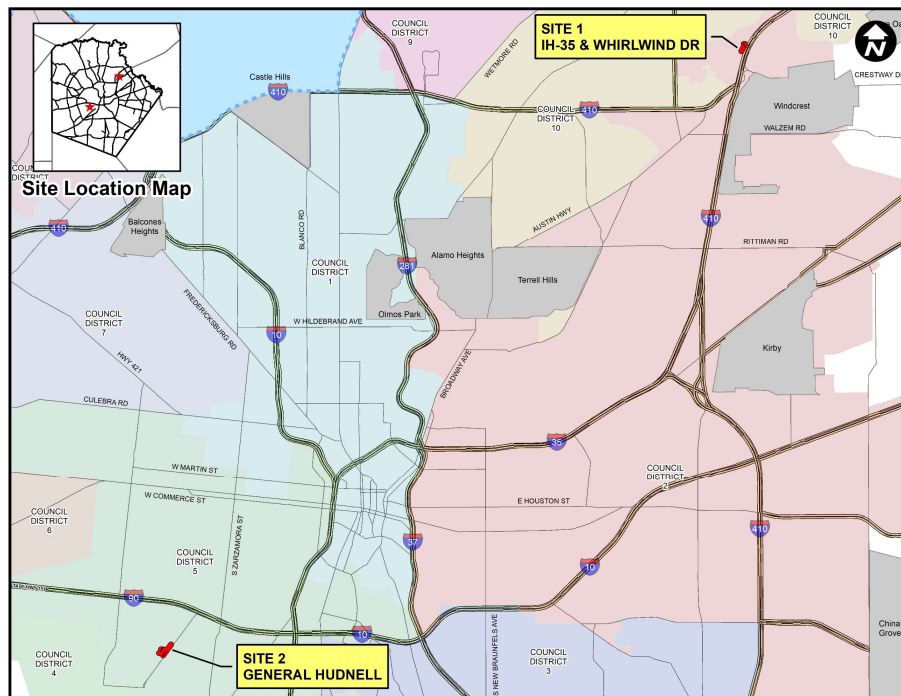 SITE 1
IH-35 & WHIRLWIND DR
COUNCIL
DISTRICT
9
COUNCIL
DISTRICT
10
WETMORE RD
N
CRESTWAY
Castle Hills
410
Windcrest
COUNCIL
DISTRICT
10
410
410
WALZEM RD
Site Location Map
410
Balcones
Heights
BLANCO RD
AUSTIN HWY
410
RITTIMAN RD
COUNCIL
DISTRICT
1
Alamo Heights
281
Terrell Hills
Olmos Park
COUNCIL
DISTRICT
7
FREDERICKSBURG RD
W HILDEBRAND AVE
10
Kirby
HWY 421
BROADWAY AVE
CULEBRA RD
35
W MARTIN ST
COUNCIL
DISTRICT
2
W COMMERCE ST
E HOUSTON ST
COUNCIL
DISTRICT
6
S ZARZAMORA ST
37
410
COUNCIL
DISTRICT
5
10
90
China
Grove
10
SITE 2
GENERAL HUDNELL
COUNCIL
DISTRICT
4
S NEW BRAUNFELS AVE
COUNCIL
DISTRICT
3